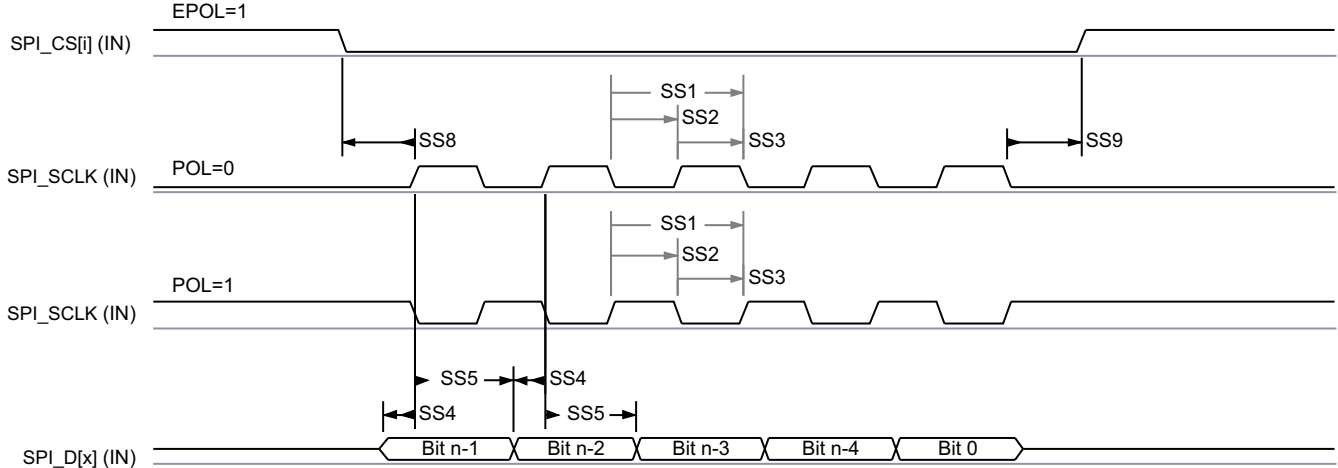 EPOL=1
SPI_CS[i] (IN)
SS1
SS2
SS8
SS3
SS9
POL=0
SPI_SCLK (IN)
SS1
SS2
SS3
POL=1
SPI_SCLK (IN)
SS5 SS4
SS4 SS5
SPI_D[x] (IN) Bit n-1 Bit n-2 Bit n-3 Bit n-4 Bit 0